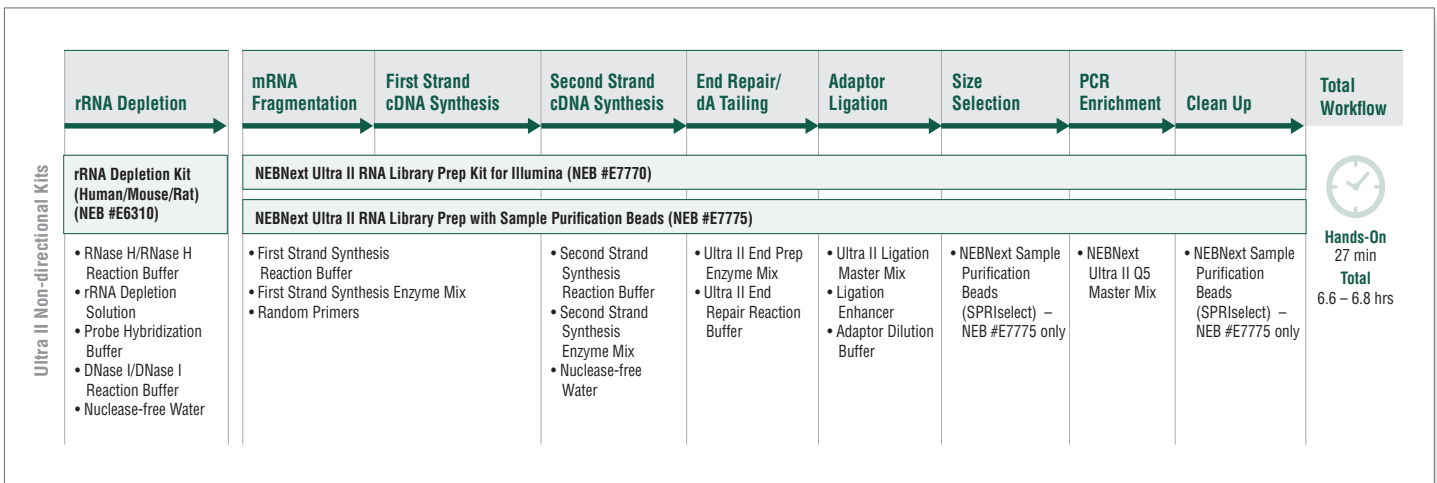 rRNA Depletion
mRNA
Fragmentation
First Strand
cDNA Synthesis
Second Strand
cDNA Synthesis
End Repair/
dA Tailing
Adaptor
Ligation
Size
Selection
PCR
Enrichment
Clean Up
Total
Workflow
Ultra II Non-directional Kits
rRNA Depletion Kit
(Human/Mouse/Rat)
(NEB #E6310)
NEBNext Ultra II RNA Library Prep Kit for Illumina (NEB #E7770)
NEBNext Ultra II RNA Library Prep with Sample Purification Beads (NEB #E7775)
• RNase H/RNase H
Reaction Buffer
• rRNA Depletion
Solution
• Probe Hybridization
Buffer
• DNase I/DNase I
Reaction Buffer
• Nuclease-free Water
• First Strand Synthesis
Reaction Buffer
• First Strand Synthesis Enzyme Mix
• Random Primers
• Second Strand
Synthesis
Reaction Buffer
• Second Strand
Synthesis
Enzyme Mix
• Nuclease-free
Water
• Ultra II End Prep
Enzyme Mix
• Ultra II End
Repair Reaction
Buffer
• Ultra II Ligation
Master Mix
• Ligation
Enhancer
• Adaptor Dilution
Buffer
• NEBNext Sample
Purification
Beads
(SPRIselect) –
NEB #E7775 only
• NEBNext
Ultra II Q5
Master Mix
• NEBNext Sample
Purification
Beads
(SPRIselect) –
NEB #E7775 only
Hands-On
27 min
Total
6.6 – 6.8 hrs